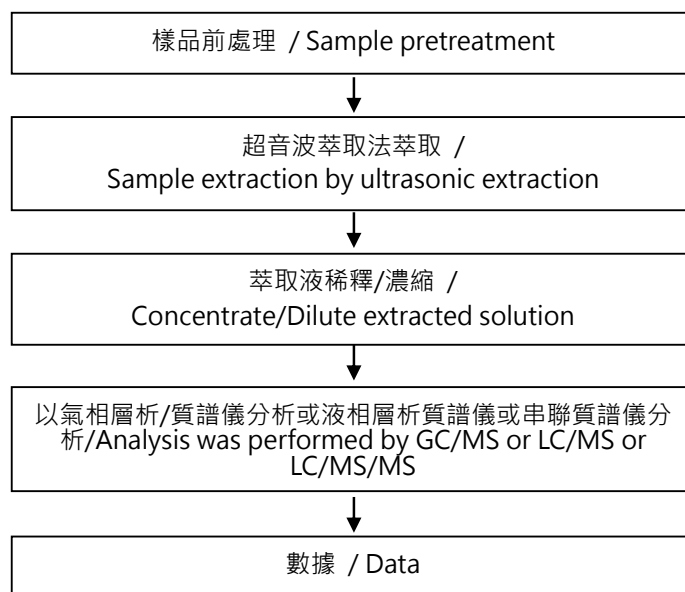 樣品前處理 / Sample pretreatment
超音波萃取法萃取 /
Sample extraction by ultrasonic extraction
萃取液稀釋/濃縮 /
Concentrate/Dilute extracted solution
以氣相層析/質譜儀分析或液相層析質譜儀或串聯質譜儀分
析/Analysis was performed by GC/MS or LC/MS or
LC/MS/MS
數據 / Data